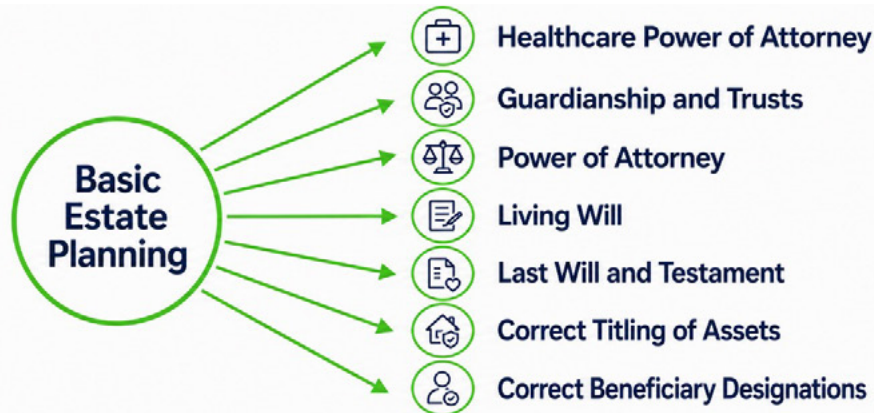 Basic
Estate
Planning
Healthcare Power of Attorney
Guardianship and Trusts
Power of Attorney
Living Will
Last Will and Testament
Correct Titling of Assets
Correct Beneficiary Designations